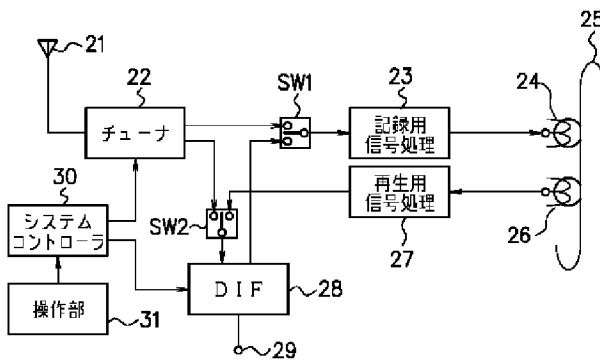 21
22
チューナ
SW1
23
記録用
信号処理
24
25
30
システム
コントローラ
SW2
再生用
信号処理
27
26
操作部
31
DIF
28
29